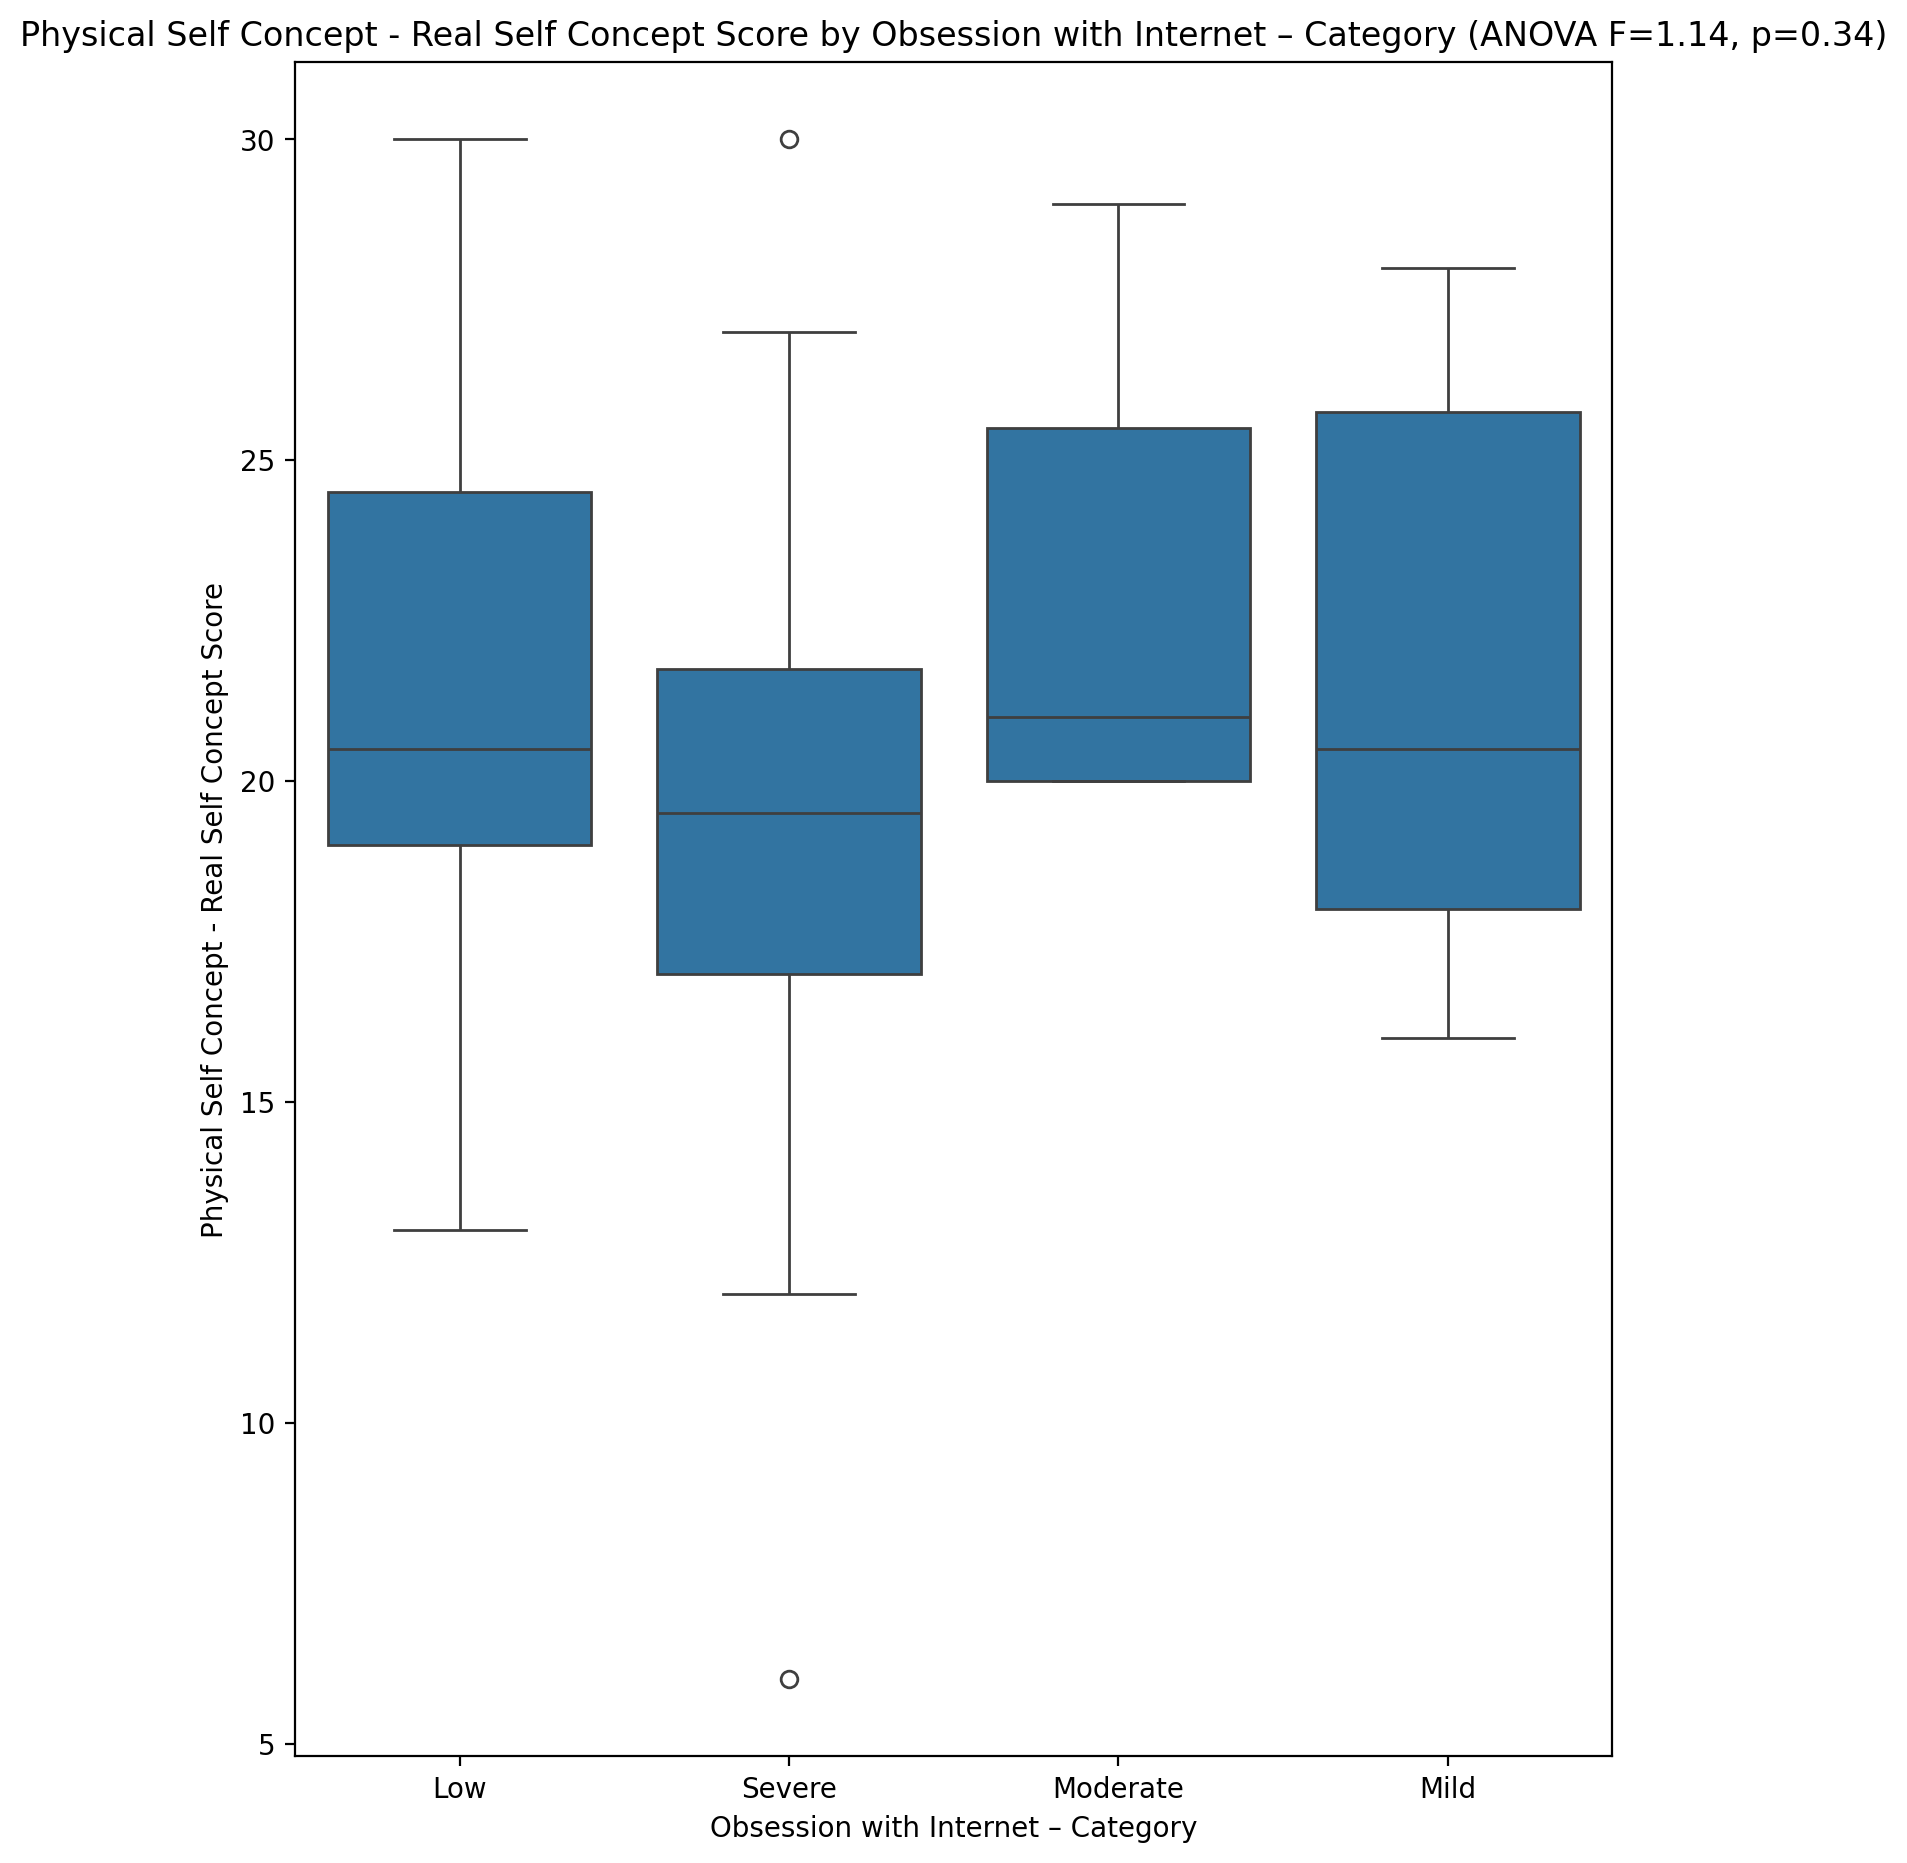 Physical Self Concept - Real Self Concept Score by Obsession with Internet – Category (ANOVA F=1.14, p=0.34)
Physical Self Concept - Real Self Concept Score
30
25
20
15
10
5
Low
Severe
Moderate
Mild
Obsession with Internet – Category